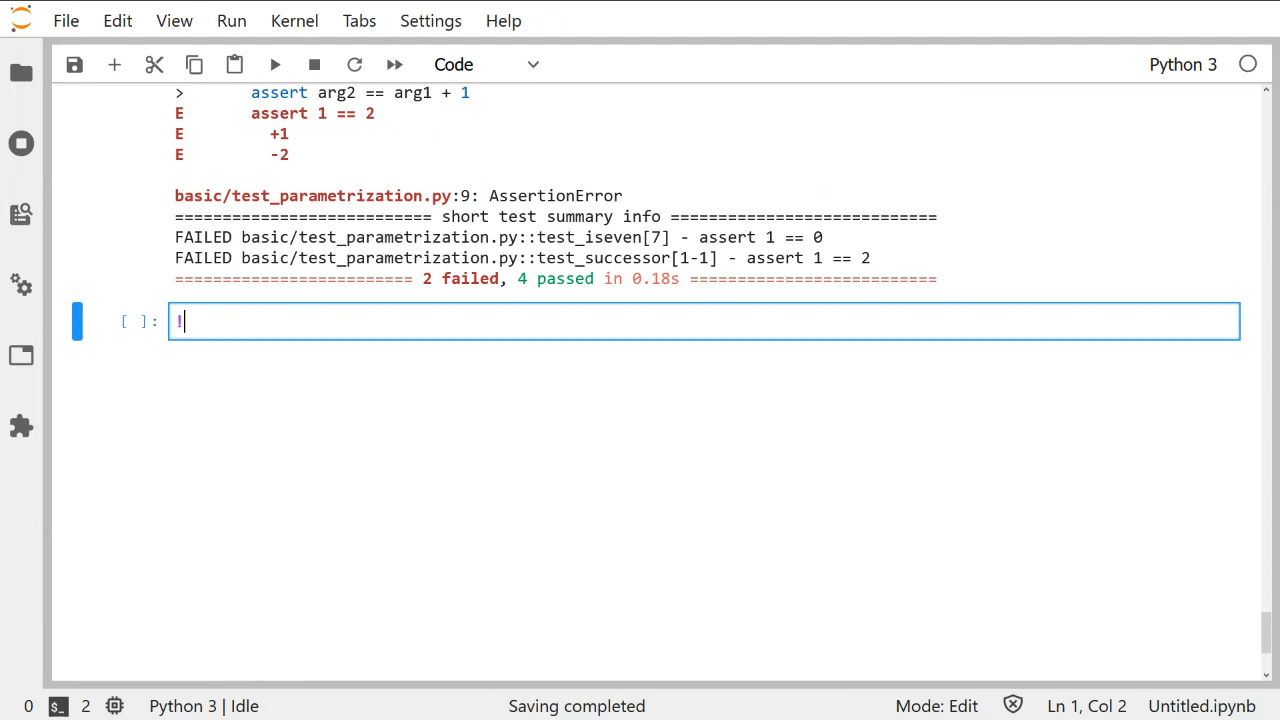 File Edit View Run Kernel Tabs Settings Help
Code Python 3
> assert arg2 == arg1 + 1
E assert 1 == 2
E +1
E -2
basic/test_parametrization.py:9: AssertionError
=========================== short test summary info ============================
FAILED basic/test_parametrization.py::test_iseven[7] - assert 1 == 0
FAILED basic/test_parametrization.py::test_successor[1-1] - assert 1 == 2
========================= 2 failed, 4 passed in 0.18s ==========================
[ ]: !
0 $_ 2 Python 3 | Idle Saving completed Mode: Edit Ln 1, Col 2 Untitled.ipynb